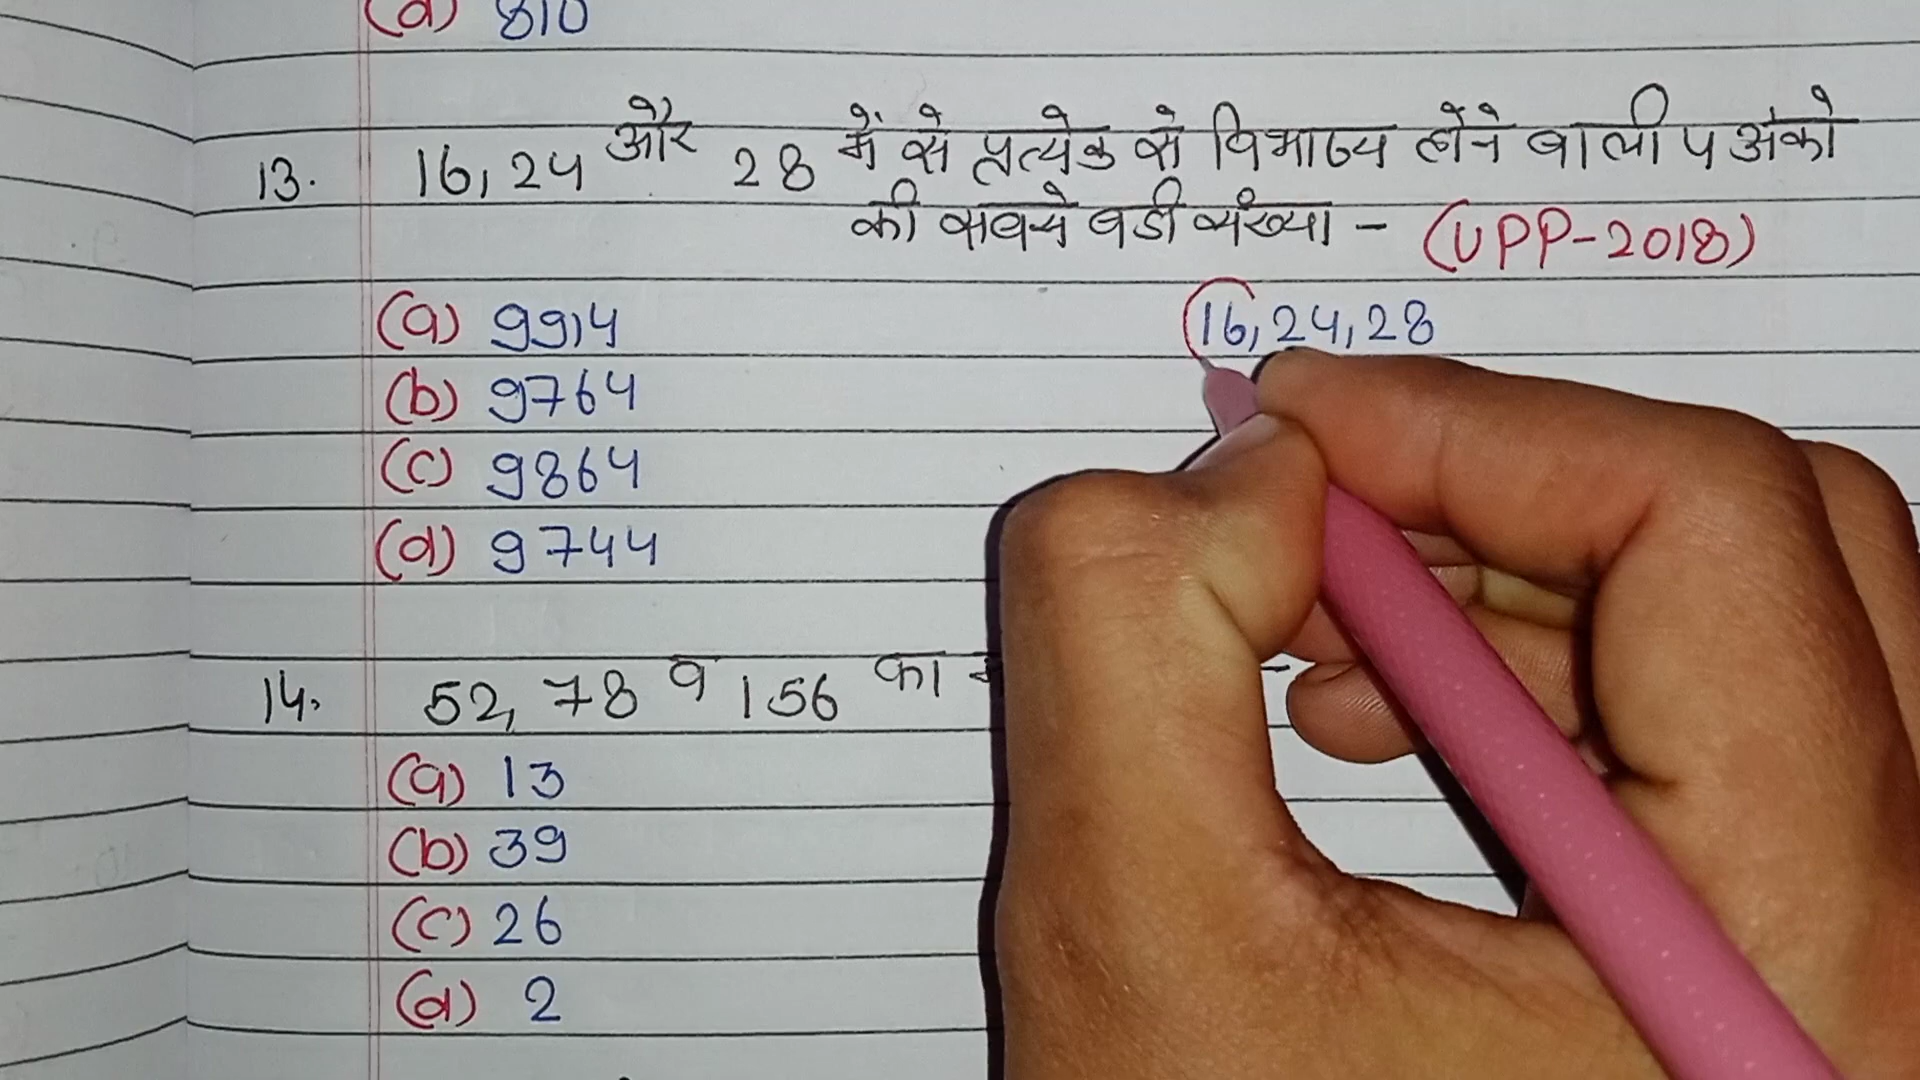 (d) 810
13. 16, 24 और 28 में से प्रत्येक से विभाज्य होने वाली 4 अंको
की सबसे बडी संख्या - (UPP-2018)
16, 24, 28
(a) 9914
(b) 9764
(c) 9864
(d) 9744
14. 52, 78 व 156 का
(a) 13
(b) 39
(c) 26
(d) 2